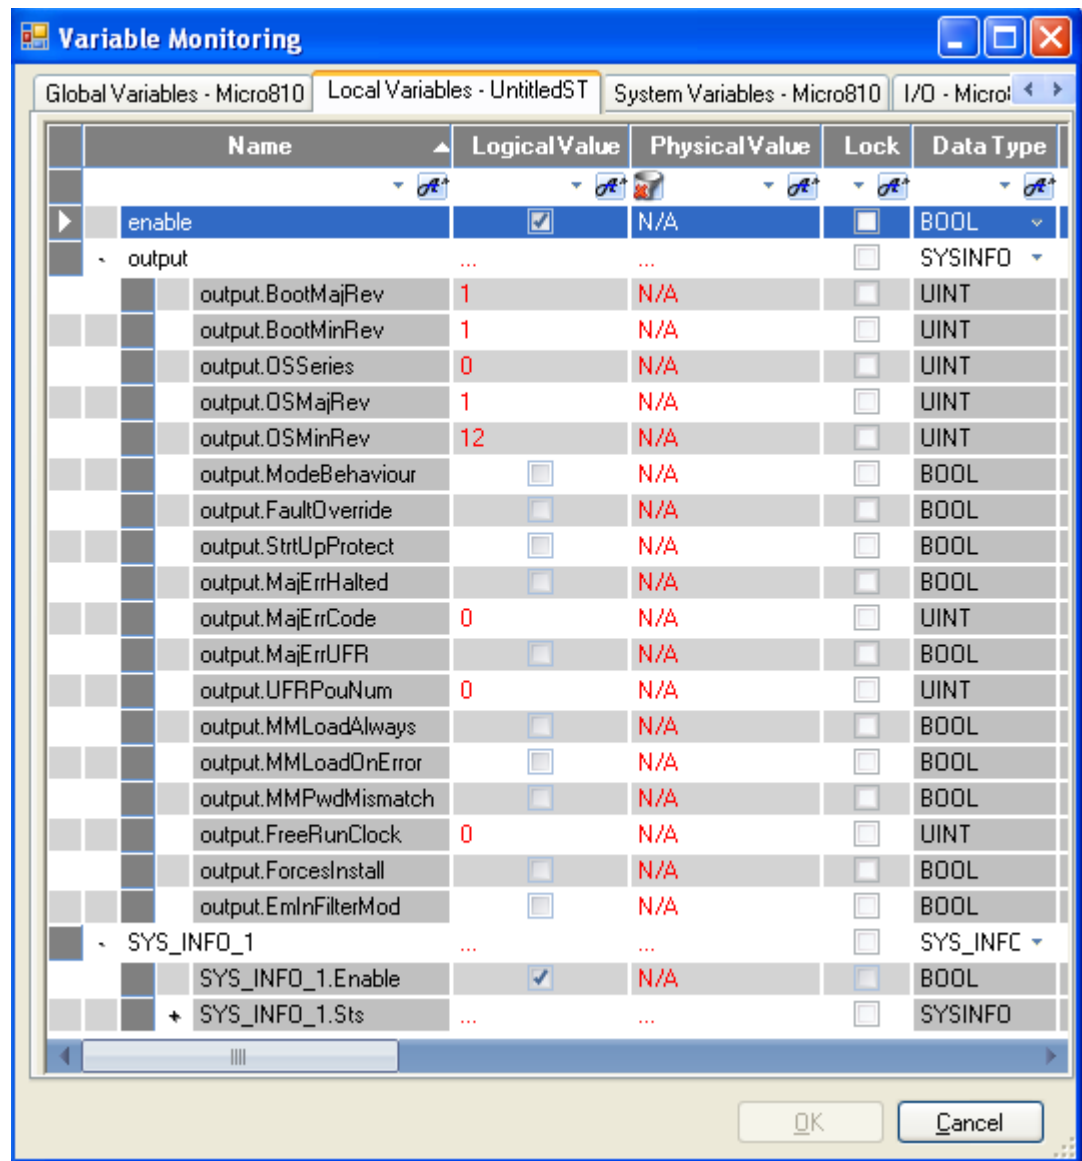 Variable Monitoring
Global Variables - Micro810 Local Variables - UntitledST System Variables - Micro810 I/O - Micro
Name Logical Value Physical Value Lock Data Type
enable N/A BOOL
output ... ... SYSINFO
output.BootMajRev 1 N/A UINT
output.BootMinRev 1 N/A UINT
output.OSSeries 0 N/A UINT
output.OSMajRev 1 N/A UINT
output.OSMinRev 12 N/A UINT
output.ModeBehaviour N/A BOOL
output.FaultOverride N/A BOOL
output.StrtUpProtect N/A BOOL
output.MajErrHalted N/A BOOL
output.MajErrCode 0 N/A UINT
output.MajErrUFR N/A BOOL
output.UFRPouNum 0 N/A UINT
output.MMLoadAlways N/A BOOL
output.MMLoadOnError N/A BOOL
output.MMPwdMismatch N/A BOOL
output.FreeRunClock 0 N/A UINT
output.ForcesInstall N/A BOOL
output.EmInFilterMod N/A BOOL
SYS_INFO_1 ... ... SYS_INFO
SYS_INFO_1.Enable N/A BOOL
SYS_INFO_1.Sts ... ... SYSINFO
OK Cancel